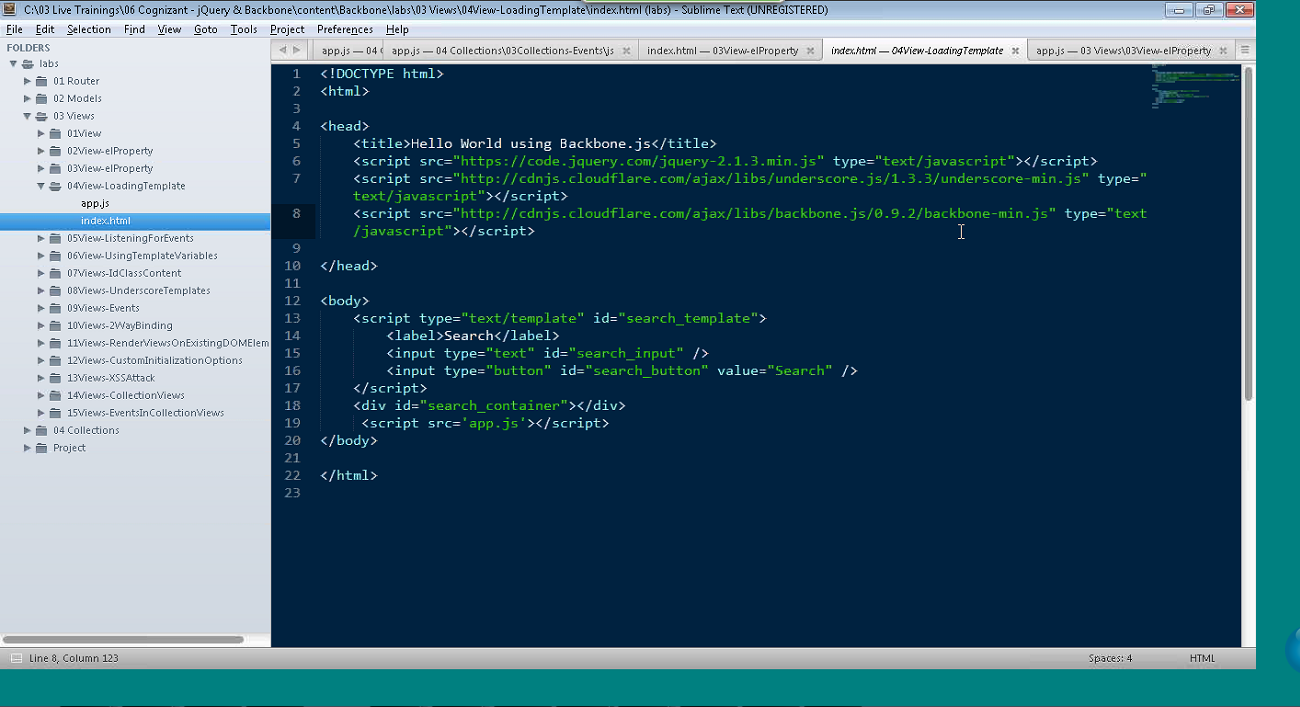 C:\03 Live Trainings\06 Cognizant - jQuery & Backbone\content\Backbone\labs\03 Views\04View-LoadingTemplate\index.html (labs) - Sublime Text (UNREGISTERED)
File Edit Selection Find View Goto Tools Project Preferences Help
FOLDERS
labs
01 Router
02 Models
03 Views
01View
02View-elProperty
03View-elProperty
04View-LoadingTemplate
app.js
index.html
05View-ListeningForEvents
06View-UsingTemplateVariables
07Views-IdClassContent
08Views-UnderscoreTemplates
09Views-Events
10Views-2WayBinding
11Views-RenderViewsOnExistingDOMElem
12Views-CustomInitializationOptions
13Views-XSSAttack
14Views-CollectionViews
15Views-EventsInCollectionViews
04 Collections
Project
app.js — 04 app.js — 04 Collections\03Collections-Events\js index.html — 03View-elProperty index.html — 04View-LoadingTemplate app.js — 03 Views\03View-elProperty
1 <!DOCTYPE html>
2 <html>
3
4 <head>
5 <title>Hello World using Backbone.js</title>
6 <script src="https://code.jquery.com/jquery-2.1.3.min.js" type="text/javascript"></script>
7 <script src="http://cdnjs.cloudflare.com/ajax/libs/underscore.js/1.3.3/underscore-min.js" type="
text/javascript"></script>
8 <script src="http://cdnjs.cloudflare.com/ajax/libs/backbone.js/0.9.2/backbone-min.js" type="text
/javascript"></script>
9
10 </head>
11
12 <body>
13 <script type="text/template" id="search_template">
14 <label>Search</label>
15 <input type="text" id="search_input" />
16 <input type="button" id="search_button" value="Search" />
17 </script>
18 <div id="search_container"></div>
19 <script src='app.js'></script>
20 </body>
21
22 </html>
23
Line 8, Column 123 Spaces: 4 HTML